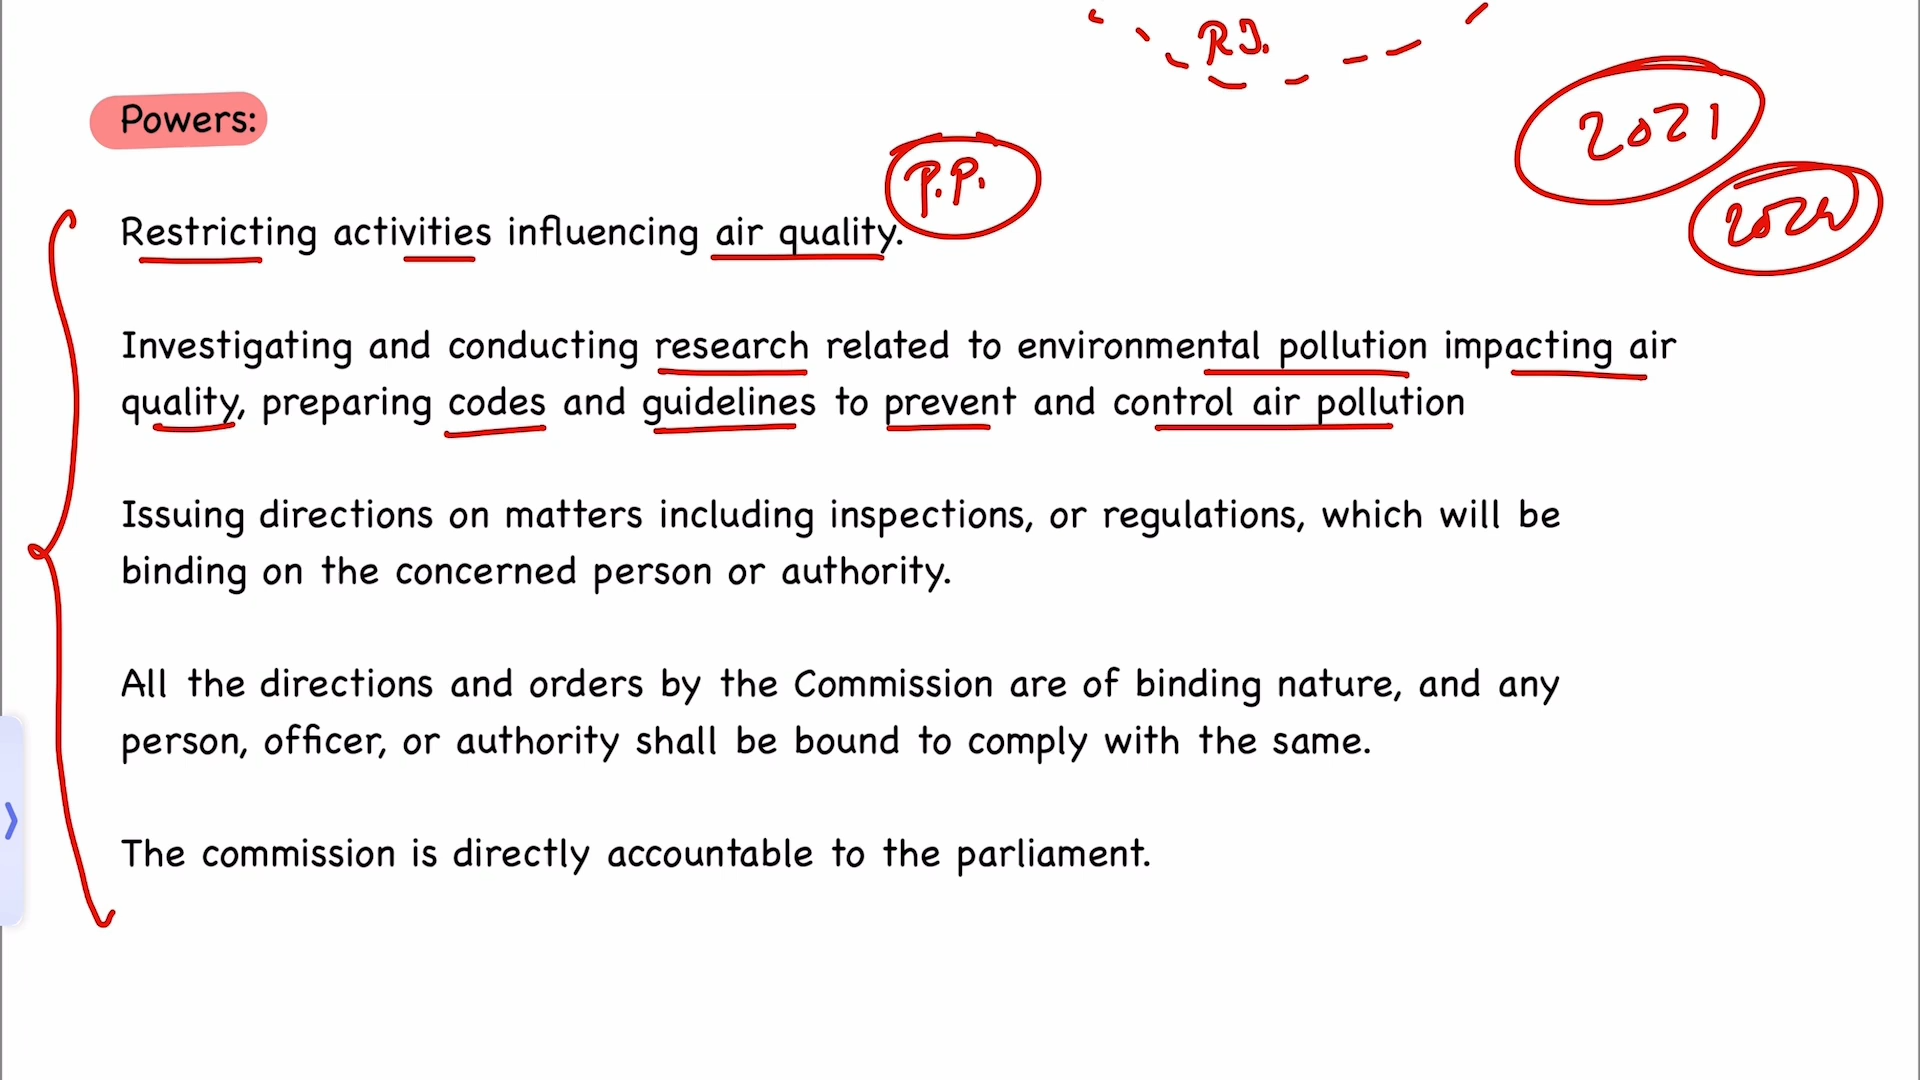 RJ.
2021
Powers:
P.P.
Restricting activities influencing air quality.
Investigating and conducting research related to environmental pollution impacting air
quality, preparing codes and guidelines to prevent and control air pollution
Issuing directions on matters including inspections, or regulations, which will be
binding on the concerned person or authority.
All the directions and orders by the Commission are of binding nature, and any
person, officer, or authority shall be bound to comply with the same.
The commission is directly accountable to the parliament.